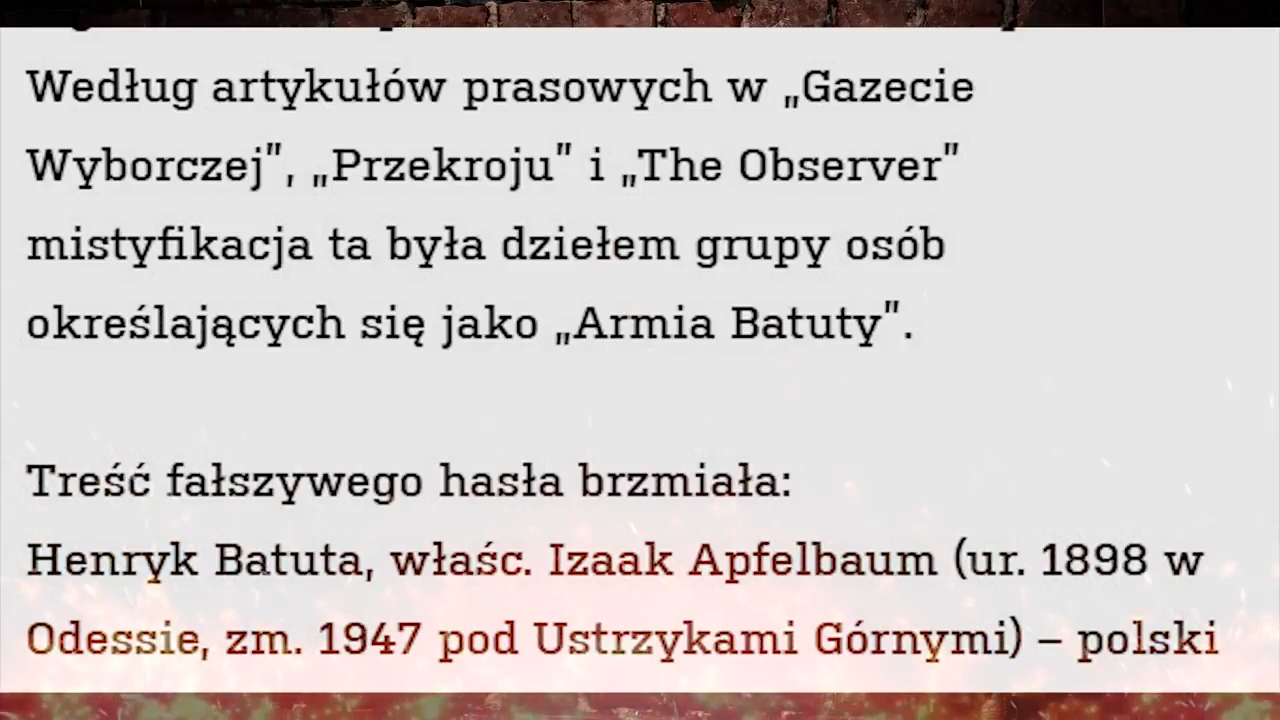 Według artykułów prasowych w „Gazecie
Wyborczej”, „Przekroju” i „The Observer”
mistyfikacja ta była dziełem grupy osób
określających się jako „Armia Batuty”.
Treść fałszywego hasła brzmiała:
Henryk Batuta, właśc. Izaak Apfelbaum (ur. 1898 w
Odessie, zm. 1947 pod Ustrzykami Górnymi) – polski